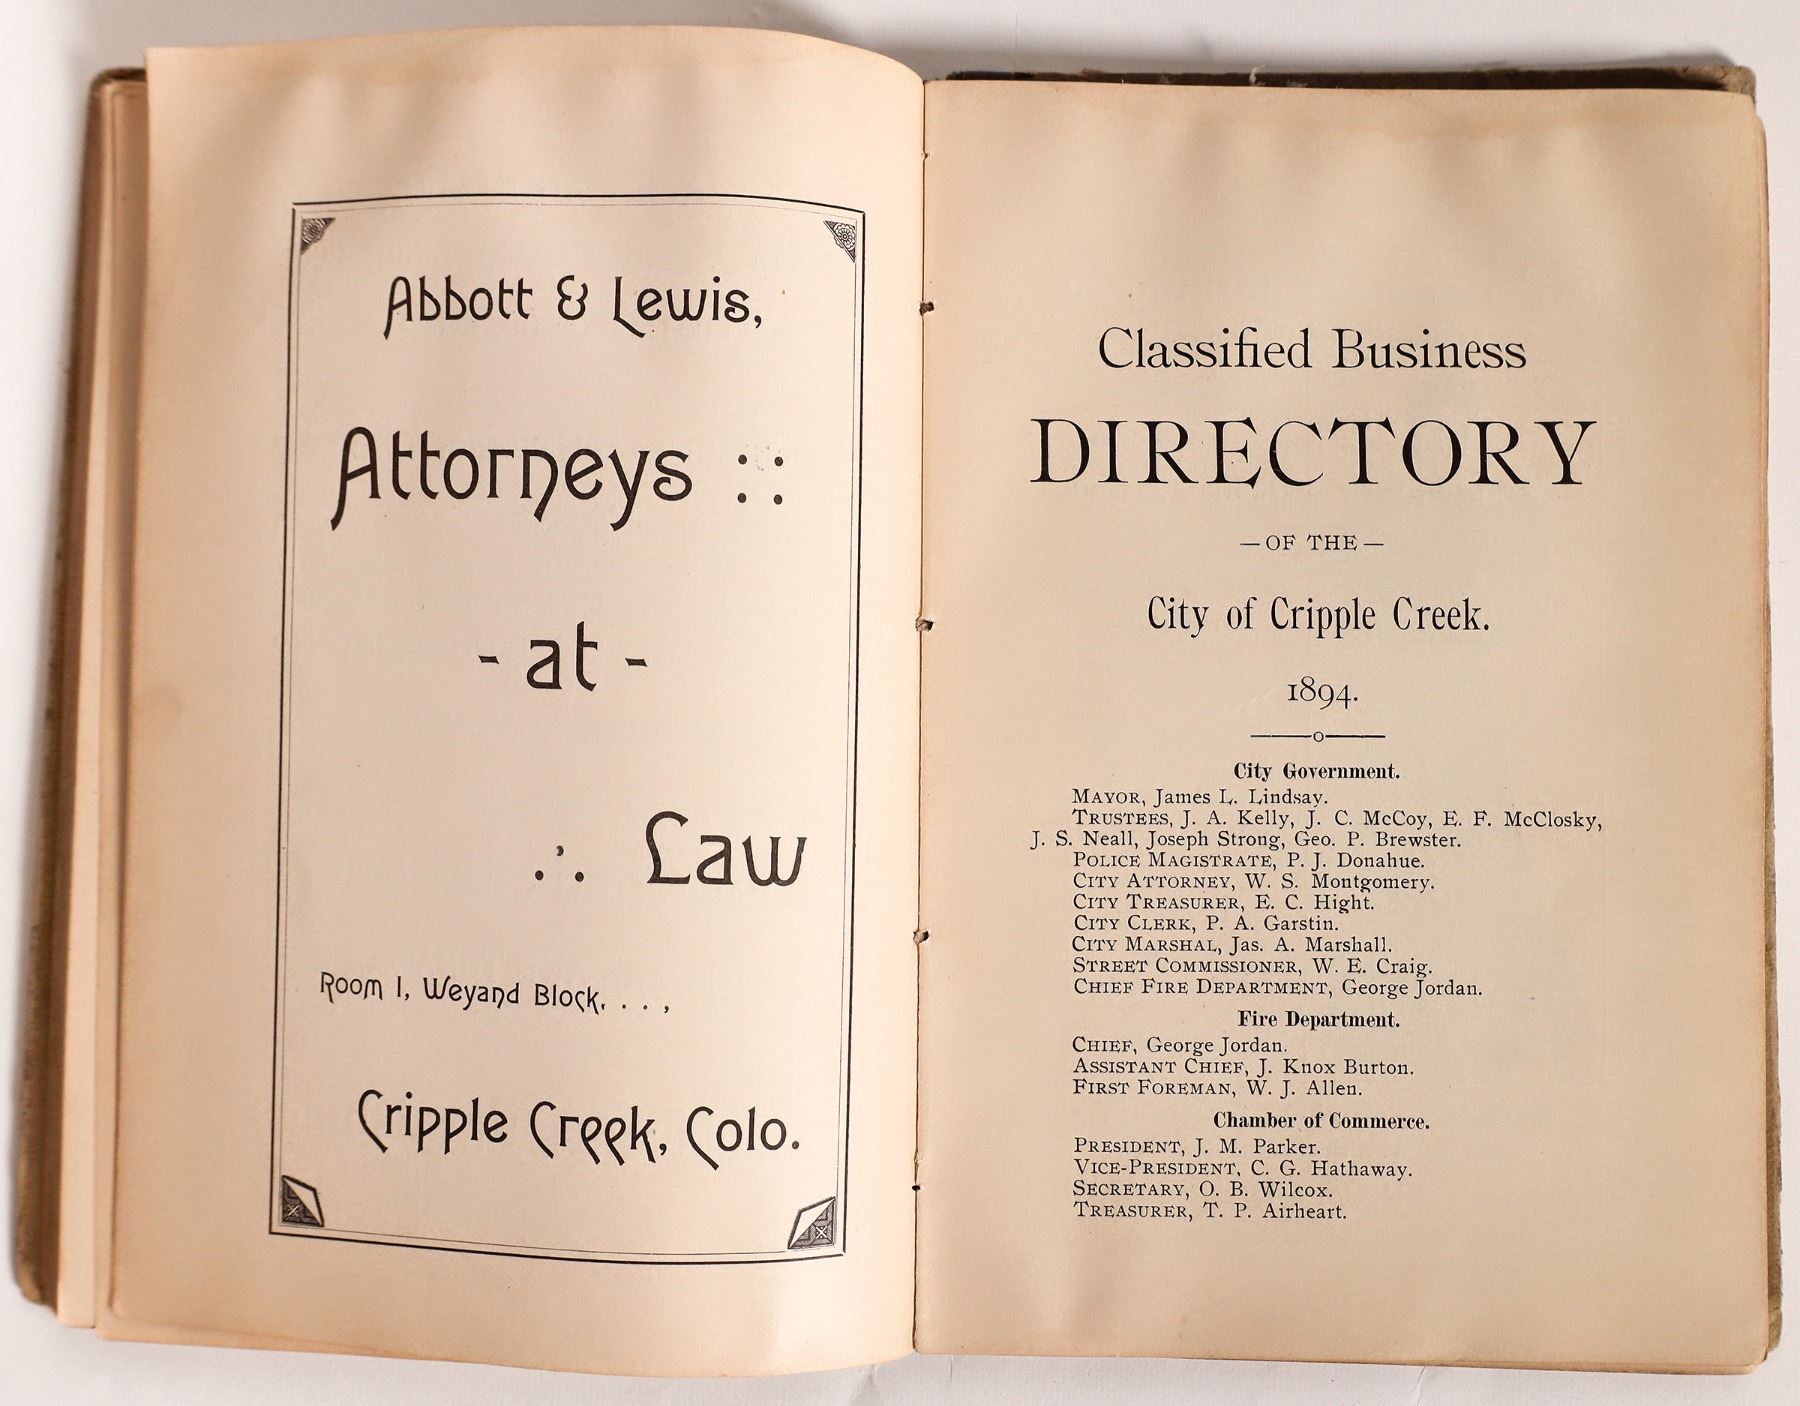 Abbott & Lewis,
Attorneys ::
- at -
∴ Law
Room 1, Weyand Block. . . ,
Cripple Creek, Colo.
Classified Business
DIRECTORY
—OF THE—
City of Cripple Creek.
1894.
City Government.
MAYOR, James L. Lindsay.
TRUSTEES, J. A. Kelly, J. C. McCoy, E. F. McClosky,
J. S. Neall, Joseph Strong, Geo. P. Brewster.
POLICE MAGISTRATE, P. J. Donahue.
CITY ATTORNEY, W. S. Montgomery.
CITY TREASURER, E. C. Hight.
CITY CLERK, P. A. Garstin.
CITY MARSHAL, Jas. A. Marshall.
STREET COMMISSIONER, W. E. Craig.
CHIEF FIRE DEPARTMENT, George Jordan.
Fire Department.
CHIEF, George Jordan.
ASSISTANT CHIEF, J. Knox Burton.
FIRST FOREMAN, W. J. Allen.
Chamber of Commerce.
PRESIDENT, J. M. Parker.
VICE-PRESIDENT, C. G. Hathaway.
SECRETARY, O. B. Wilcox.
TREASURER, T. P. Airheart.